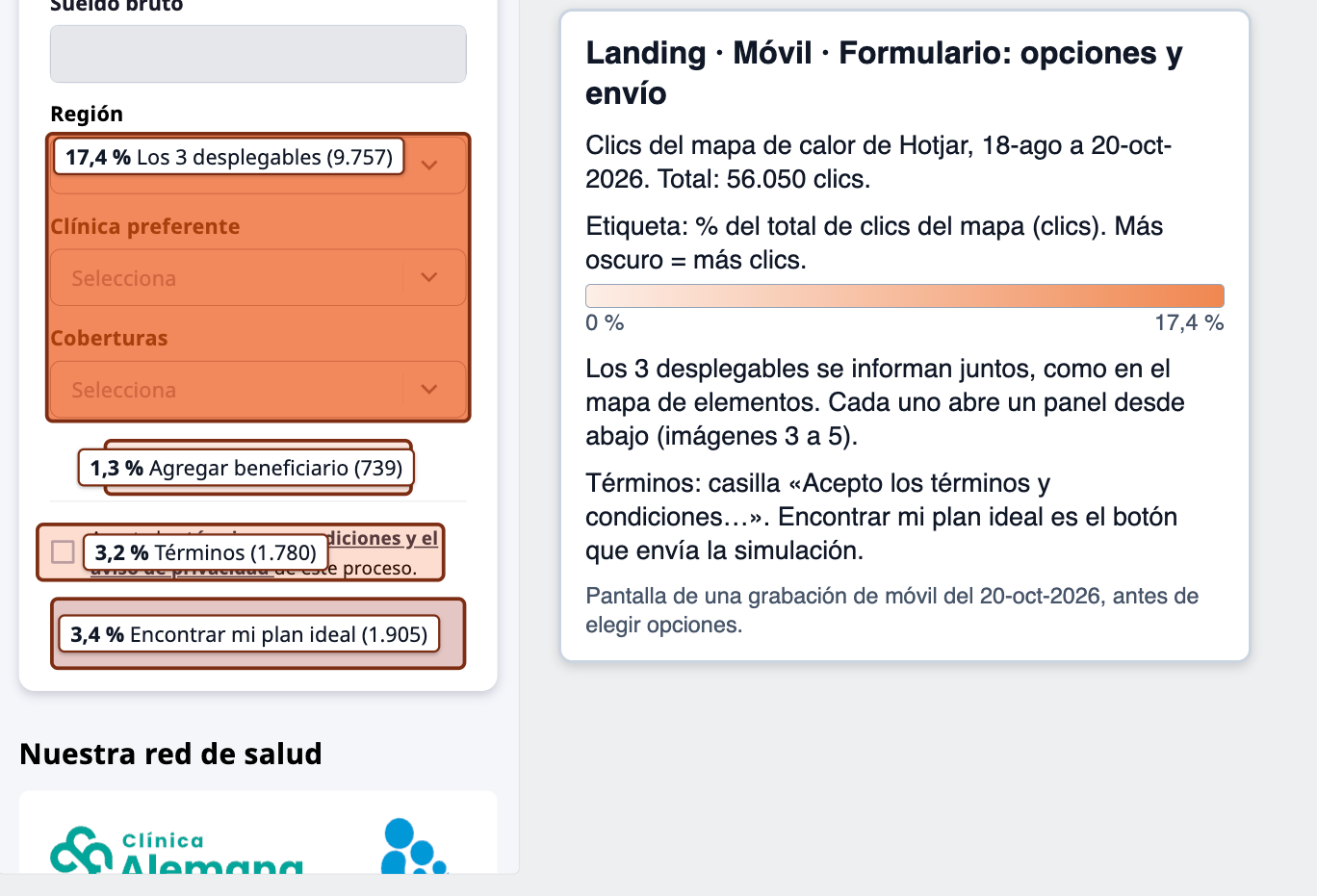 Sueldo bruto
Región
17,4 % Los 3 desplegables (9.757)
Clínica preferente
Selecciona
Coberturas
Selecciona
1,3 % Agregar beneficiario (739)
diciones y el
3,2 % Términos (1.780)
aviso de privacidad de este proceso.
3,4 % Encontrar mi plan ideal (1.905)
Nuestra red de salud
Clínica
Alemana
Landing · Móvil · Formulario: opciones y
envío
Clics del mapa de calor de Hotjar, 18-ago a 20-oct-
2026. Total: 56.050 clics.
Etiqueta: % del total de clics del mapa (clics). Más
oscuro = más clics.
0 %
17,4 %
Los 3 desplegables se informan juntos, como en el
mapa de elementos. Cada uno abre un panel desde
abajo (imágenes 3 a 5).
Términos: casilla «Acepto los términos y
condiciones…». Encontrar mi plan ideal es el botón
que envía la simulación.
Pantalla de una grabación de móvil del 20-oct-2026, antes de
elegir opciones.